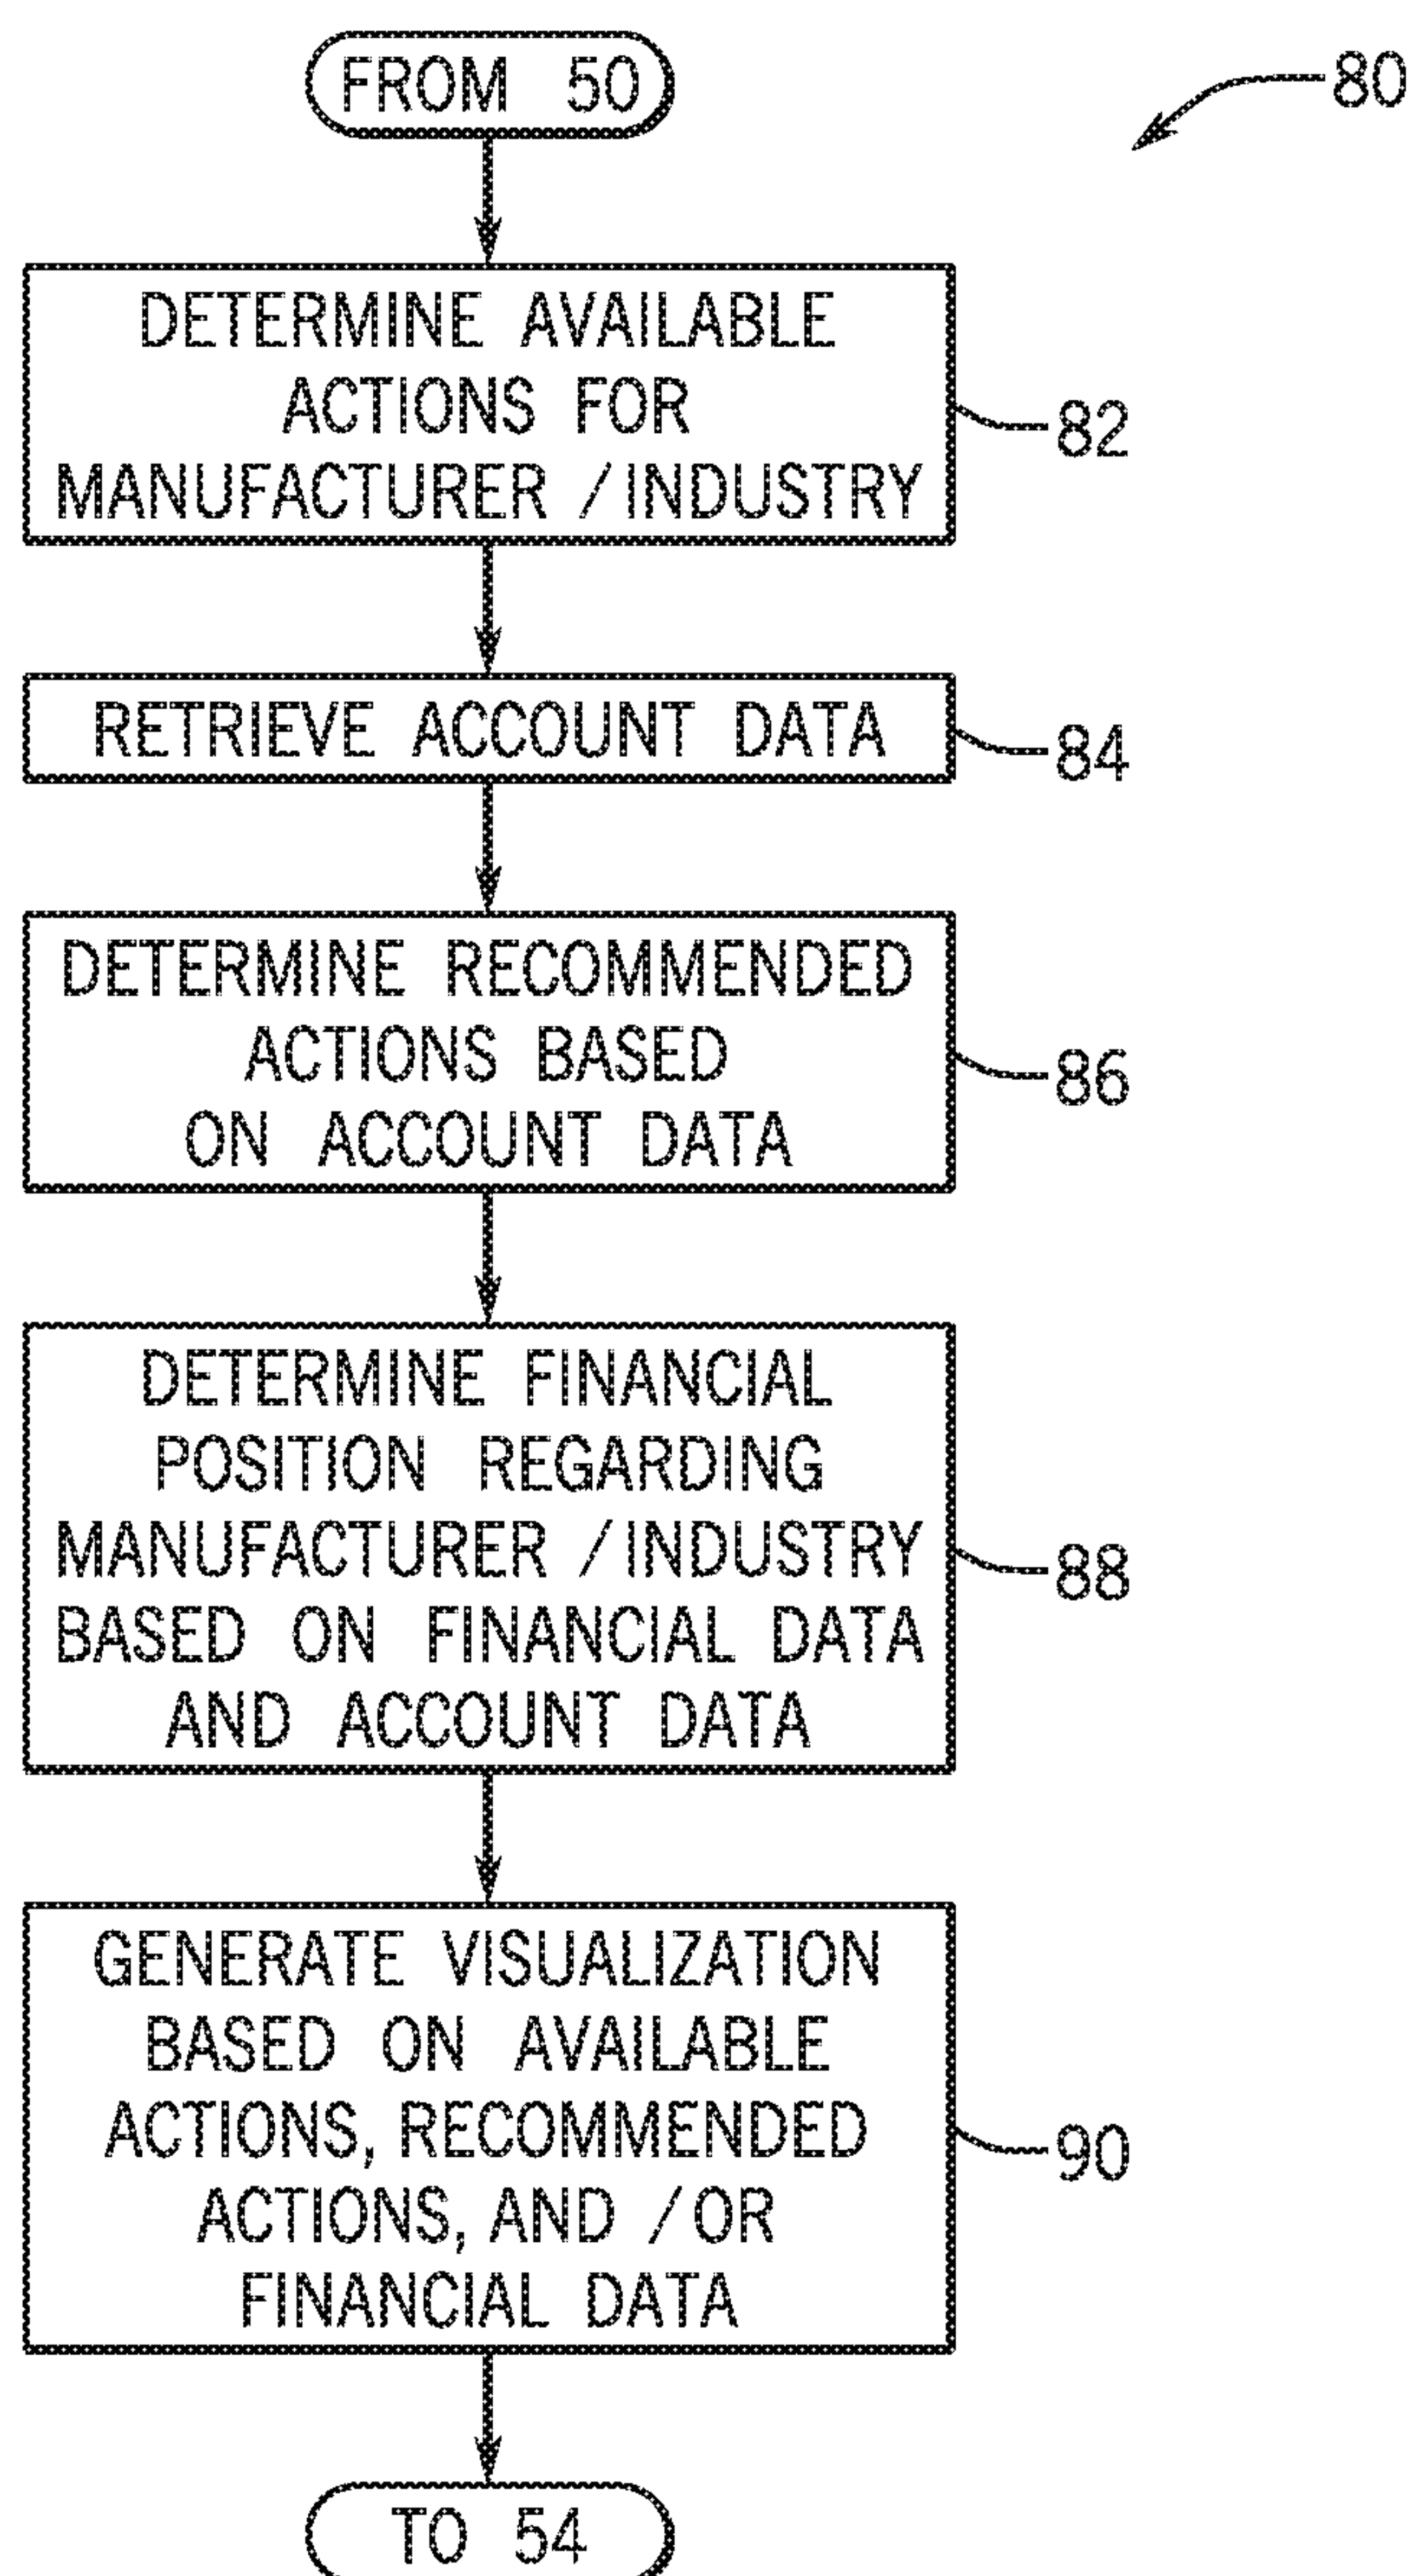 FROM 50
80
DETERMINE AVAILABLE
ACTIONS FOR
MANUFACTURER /INDUSTRY
82
RETRIEVE ACCOUNT DATA
84
DETERMINE RECOMMENDED
ACTIONS BASED
ON ACCOUNT DATA
86
DETERMINE FINANCIAL
POSITION REGARDING
MANUFACTURER /INDUSTRY
BASED ON FINANCIAL DATA
AND ACCOUNT DATA
88
GENERATE VISUALIZATION
BASED ON AVAILABLE
ACTIONS, RECOMMENDED
ACTIONS, AND /OR
FINANCIAL DATA
90
TO 54